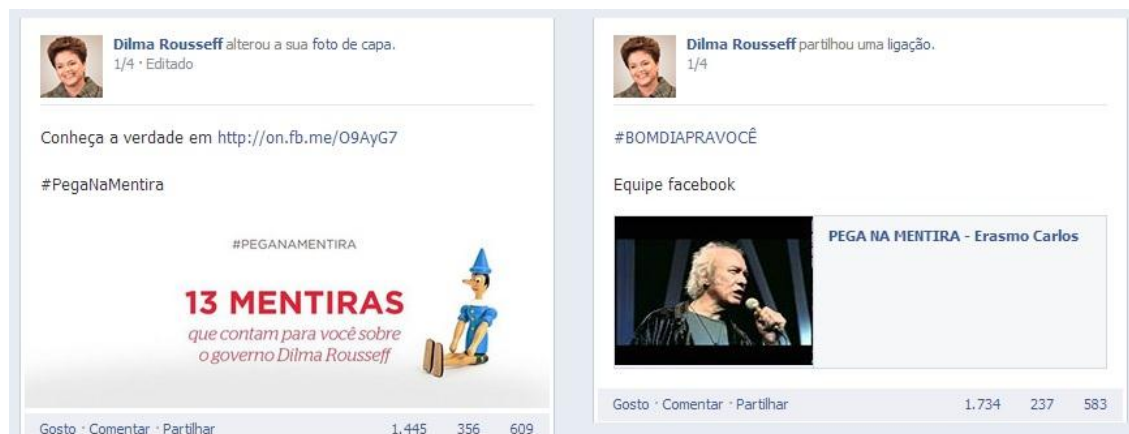 Dilma Rousseff alterou a sua foto de capa.
1/4 · Editado
Conheça a verdade em http://on.fb.me/O9AyG7
#PegaNaMentira
#PEGANAMENTIRA
13 MENTIRAS
que contam para você sobre
o governo Dilma Rousseff
Gosto · Comentar · Partilhar 1.445 356 609
Dilma Rousseff partilhou uma ligação.
1/4
#BOMDIAPRAVOCÊ
Equipe facebook
PEGA NA MENTIRA - Erasmo Carlos
Gosto · Comentar · Partilhar 1.734 237 583